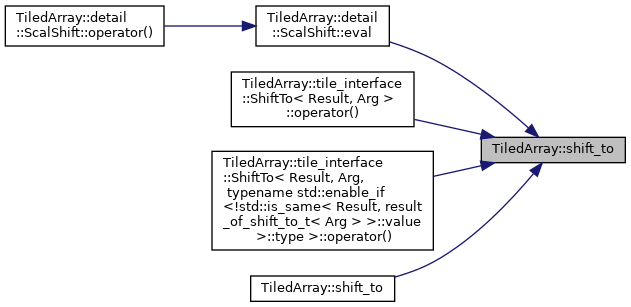 TiledArray::detail
::ScalShift::operator()
TiledArray::detail
::ScalShift::eval
TiledArray::tile_interface
::ShiftTo< Result, Arg >
::operator()
TiledArray::shift_to
TiledArray::tile_interface
::ShiftTo< Result, Arg,
typename std::enable_if
<!std::is_same< Result, result
_of_shift_to_t< Arg > >::value
>::type >::operator()
TiledArray::shift_to